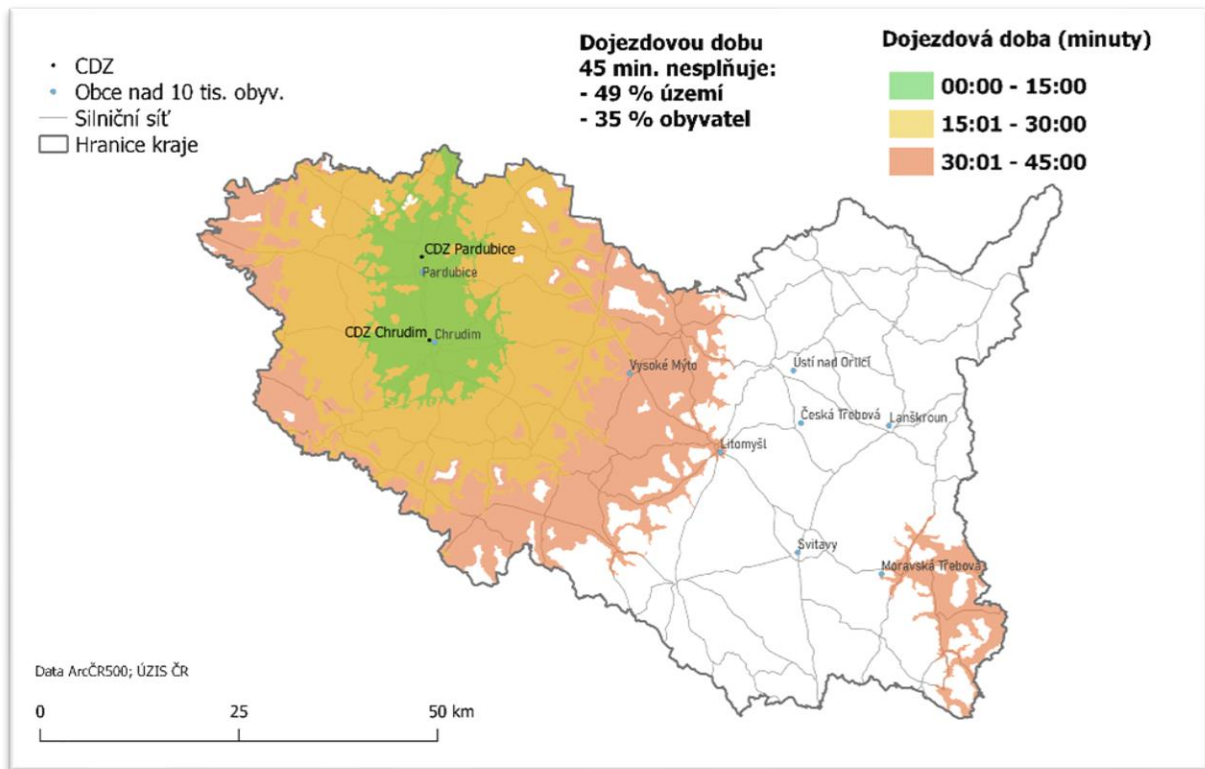 CDZ
Obce nad 10 tis. obyv.
Silniční síť
Hranice kraje
Dojezdovou dobu
45 min. nesplňuje:
- 49 % území
- 35 % obyvatel
Dojezdová doba (minuty)
00:00 - 15:00
15:01 - 30:00
30:01 - 45:00
CDZ Pardubice
Pardubice
CDZ Chrudim
Chrudim
Vysoké Mýto
Ústí nad Orlicí
Česká Třebová
Lanškroun
Litomyšl
Svitavy
Moravská Třebová
Data ArcČR500; ÚZIS ČR
0
25
50 km